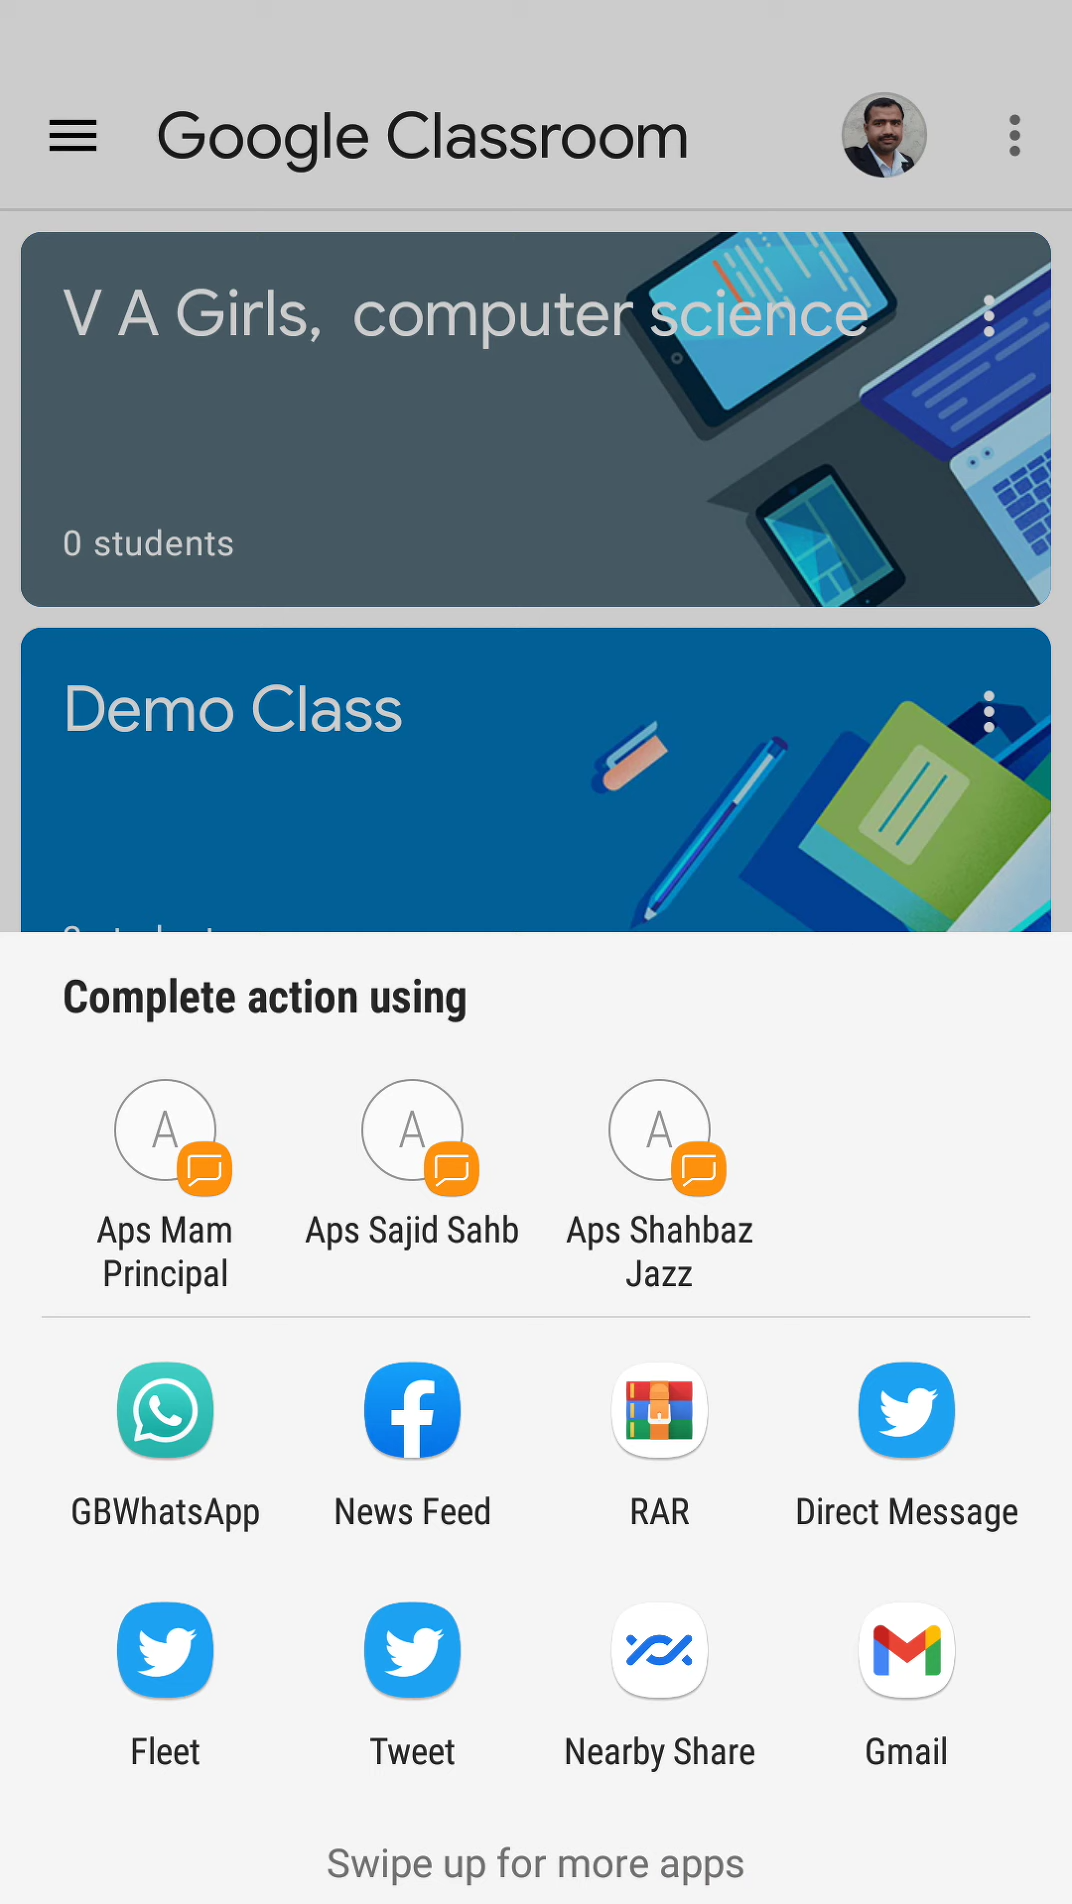 Google Classroom
V A Girls,  computer science
0 students
Demo Class
Complete action using
A
A
A
Aps Mam
Principal
Aps Sajid Sahb
Aps Shahbaz
Jazz
GBWhatsApp
News Feed
RAR
Direct Message
Fleet
Tweet
Nearby Share
Gmail
Swipe up for more apps